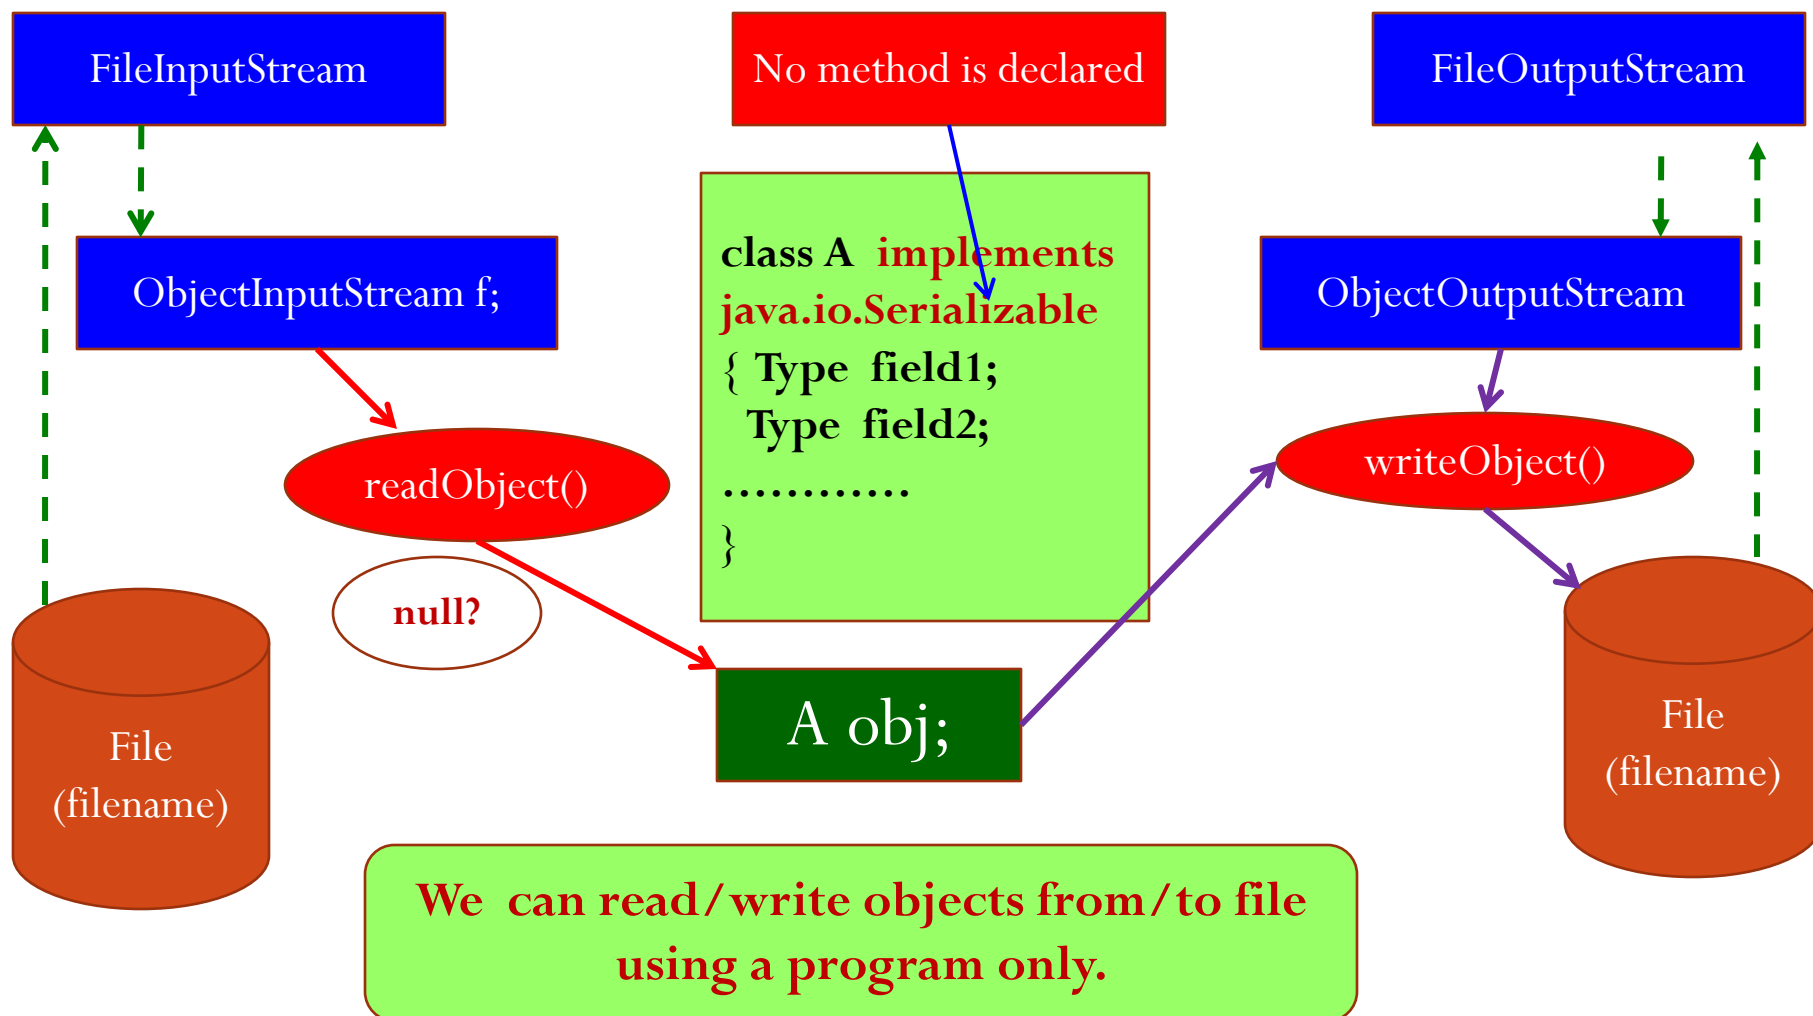 FileInputStream
No method is declared
FileOutputStream
ObjectInputStream f;
class A implements
java.io.Serializable
{ Type field1;
Type field2;
............
}
ObjectOutputStream
readObject()
writeObject()
null?
A obj;
File
(filename)
File
(filename)
We can read/write objects from/to file
using a program only.